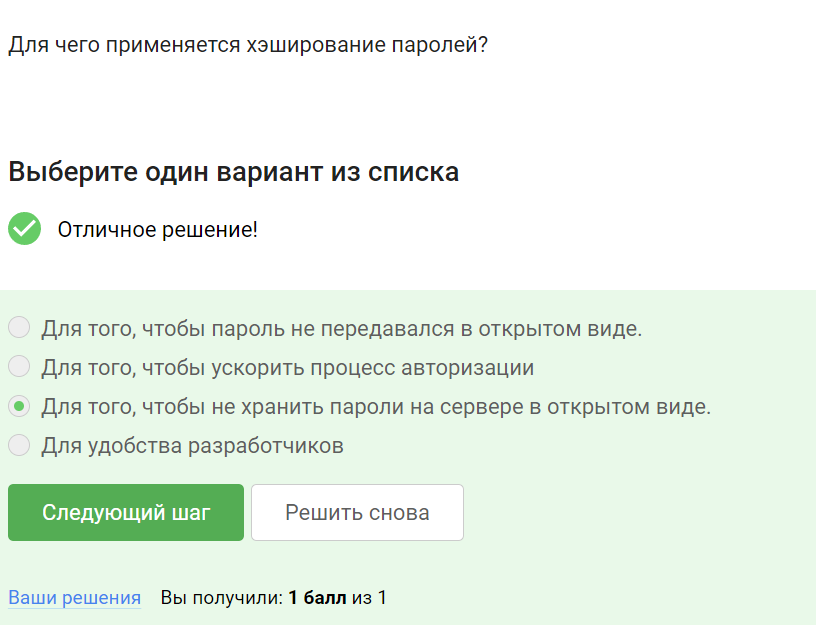 Для чего применяется хэширование паролей?
Выберите один вариант из списка
Отличное решение!
Для того, чтобы пароль не передавался в открытом виде.
Для того, чтобы ускорить процесс авторизации
Для того, чтобы не хранить пароли на сервере в открытом виде.
Для удобства разработчиков
Следующий шаг Решить снова
Ваши решения Вы получили: 1 балл из 1